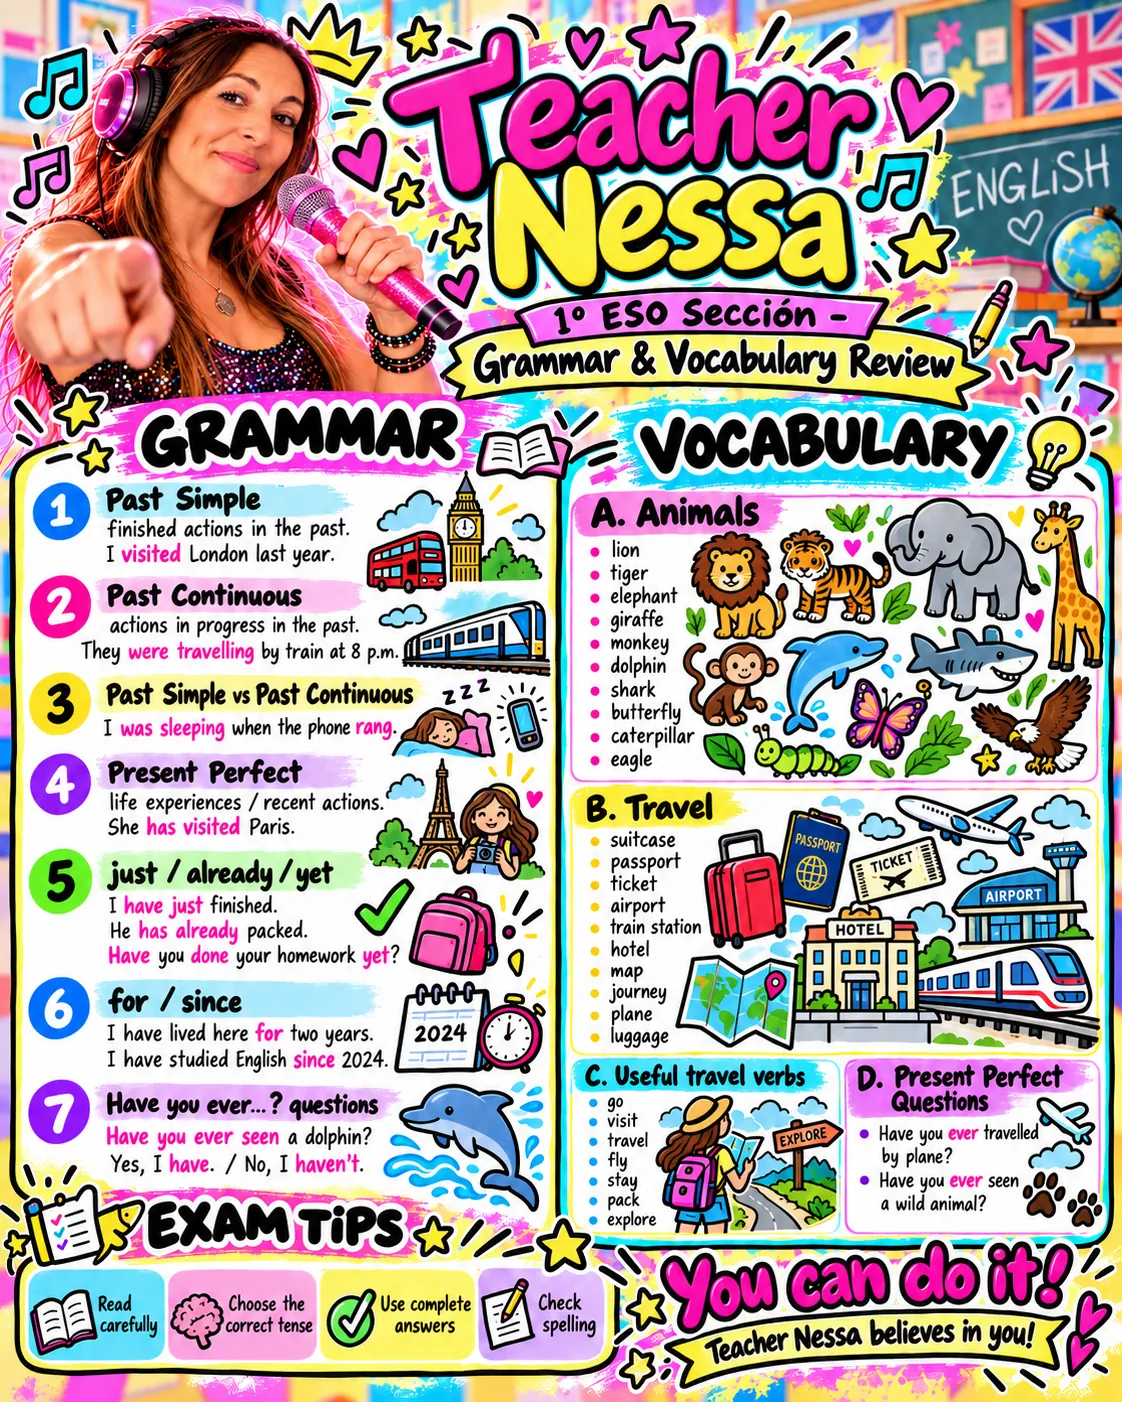 Teacher
Nessa
1º ESO Sección -
Grammar & Vocabulary Review
ENGLiSH
GRAMMAR
1
Past Simple
finished actions in the past.
I visited London last year.
2
Past Continuous
actions in progress in the past.
They were travelling by train at 8 p.m.
3
Past Simple vs Past Continuous
I was sleeping when the phone rang.
z z z
4
Present Perfect
life experiences / recent actions.
She has visited Paris.
5
just / already / yet
I have just finished.
He has already packed.
Have you done your homework yet?
6
for / since
I have lived here for two years.
I have studied English since 2024.
2024
7
Have you ever...? questions
Have you ever seen a dolphin?
Yes, I have. / No, I haven't.
VOCABULARY
A. Animals
lion
tiger
elephant
giraffe
monkey
dolphin
shark
butterfly
caterpillar
eagle
B. Travel
suitcase
passport
ticket
airport
train station
hotel
map
journey
plane
luggage
PASSPORT
TICKET
AIRPORT
HOTEL
C. Useful travel verbs
go
visit
travel
fly
stay
pack
explore
EXPLORE
D. Present Perfect
Questions
Have you ever travelled
by plane?
Have you ever seen
a wild animal?
EXAM TiPS
Read
carefully
Choose the
correct tense
Use complete
answers
Check
spelling
You can do it!
Teacher Nessa believes in you!